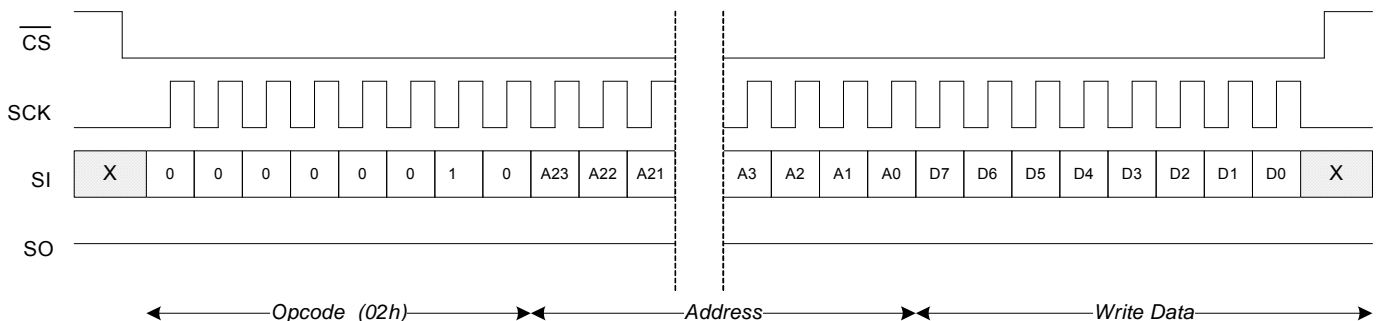 CS
SCK
SI X 0 0 0 0 0 0 1 0 A23 A22 A21 A3 A2 A1 A0 D7 D6 D5 D4 D3 D2 D1 D0 X
SO
Opcode (02h) Address Write Data